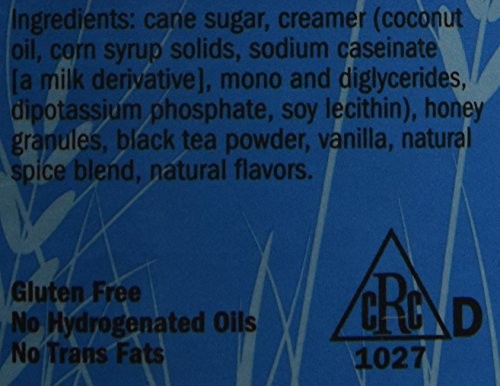 Ingredients: cane sugar, creamer (coconut
oil, corn syrup solids, sodium caseinate
[a milk derivative], mono and diglycerides,
dipotassium phosphate, soy lecithin), honey
granules, black tea powder, vanilla, natural
spice blend, natural flavors.
Gluten Free
No Hydrogenated Oils
No Trans Fats
CRC D
1027